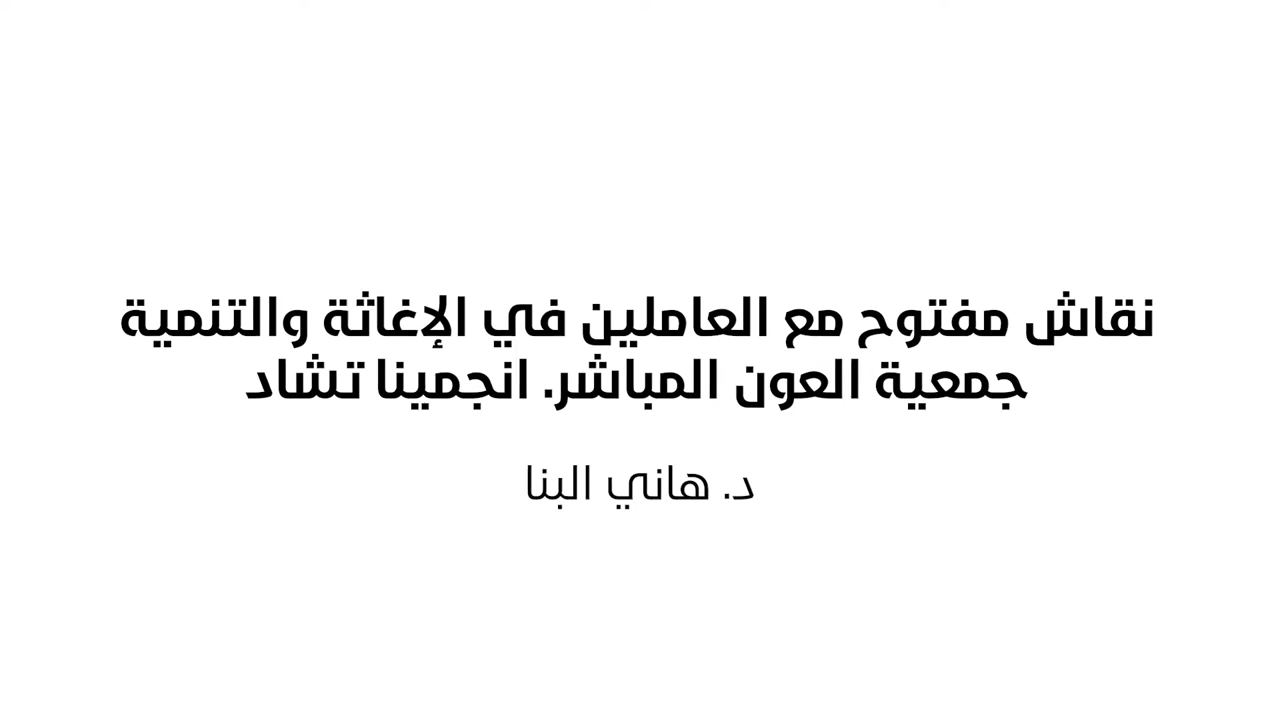 نقاش مفتوح مع العاملين في الإغاثة والتنمية
جمعية العون المباشر. انجمينا تشاد
د. هاني البنا